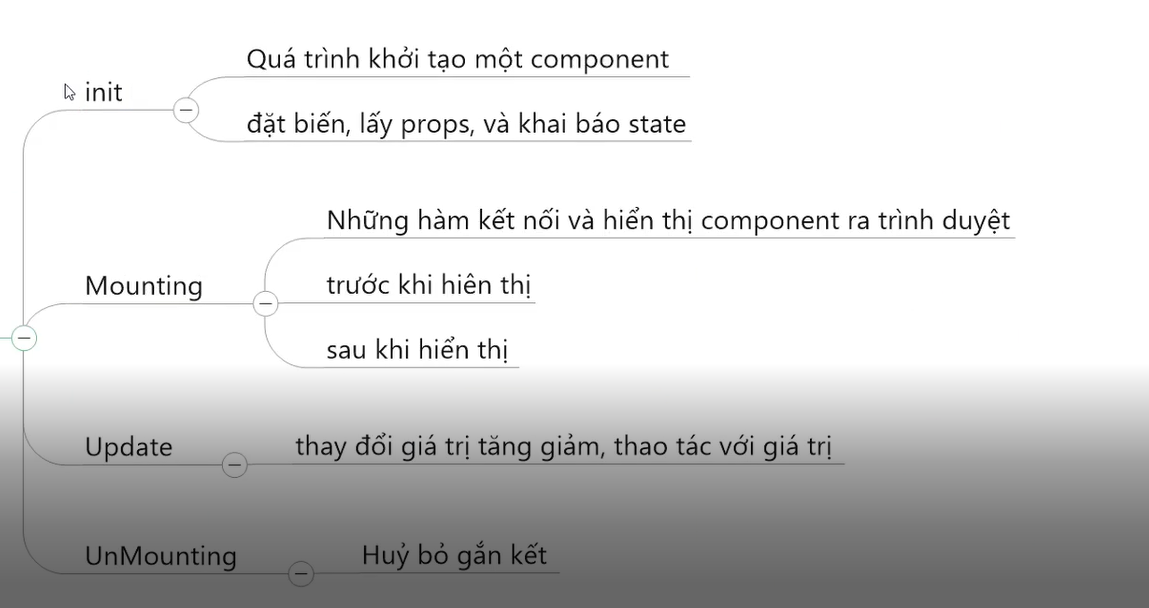 Quá trình khởi tạo một component
init
đặt biến, lấy props, và khai báo state
Những hàm kết nối và hiển thị component ra trình duyệt
Mounting
trước khi hiên thị
sau khi hiển thị
Update
thay đổi giá trị tăng giảm, thao tác với giá trị
UnMounting
Huỷ bỏ gắn kết